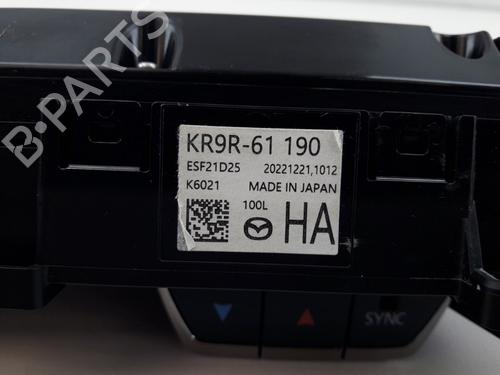 B-PARTS
KR9R-61 190
ESF21D25 20221221,1012
K6021 MADE IN JAPAN
100L HA
SYNC